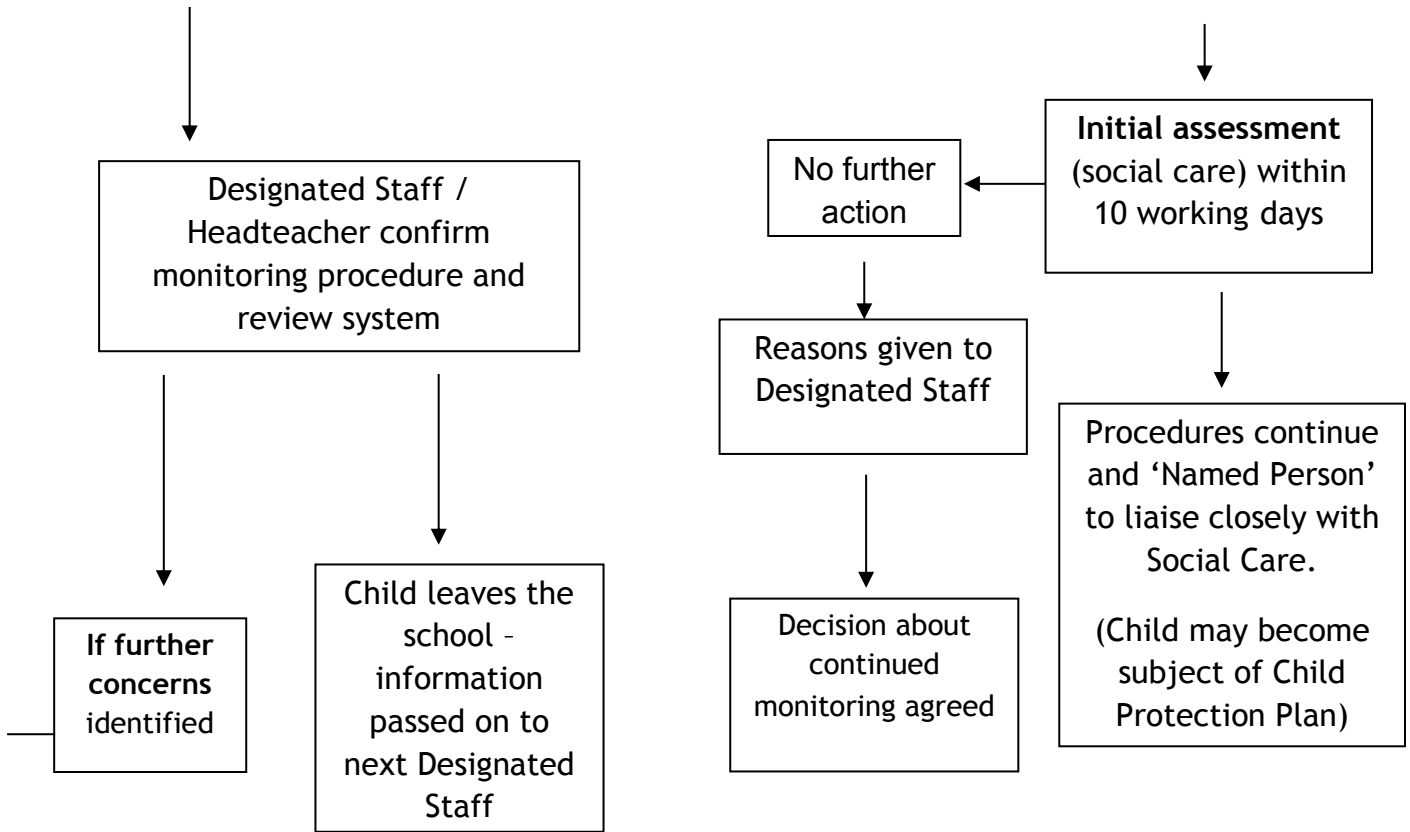 Designated Staff /
Headteacher confirm
monitoring procedure and
review system
If further
concerns
identified
Child leaves the
school –
information
passed on to
next Designated
Staff
No further
action
Initial assessment
(social care) within
10 working days
Reasons given to
Designated Staff
Decision about
continued
monitoring agreed
Procedures continue
and ‘Named Person’
to liaise closely with
Social Care.
(Child may become
subject of Child
Protection Plan)